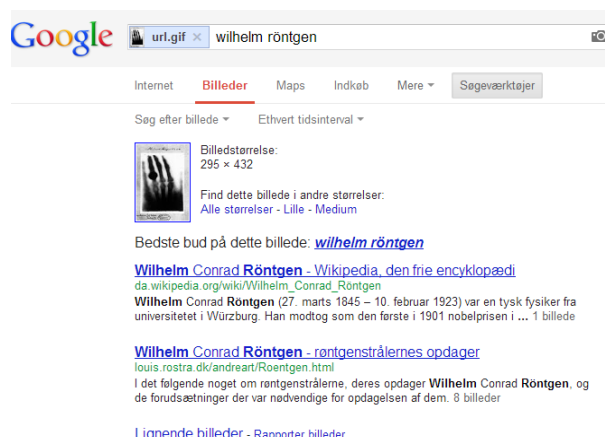 Google url.gif × wilhelm röntgen
Internet Billeder Maps Indkøb Mere Søgeværktøjer
Søg efter billede Ethvert tidsinterval
Billedstørrelse:
295 × 432
Find dette billede i andre størrelser:
Alle størrelser - Lille - Medium
Bedste bud på dette billede: wilhelm röntgen
Wilhelm Conrad Röntgen - Wikipedia, den frie encyklopædi
da.wikipedia.org/wiki/Wilhelm_Conrad_Röntgen
Wilhelm Conrad Röntgen (27. marts 1845 – 10. februar 1923) var en tysk fysiker fra
universitetet i Würzburg. Han modtog som den første i 1901 nobelprisen i ... 1 billede
Wilhelm Conrad Röntgen - røntgenstrålernes opdager
louis.rostra.dk/andreart/Roentgen.html
I det følgende noget om røntgenstrålerne, deres opdager Wilhelm Conrad Röntgen, og
de forudsætninger der var nødvendige for opdagelsen af dem. 8 billeder
Lignende billeder - Rapporter billeder